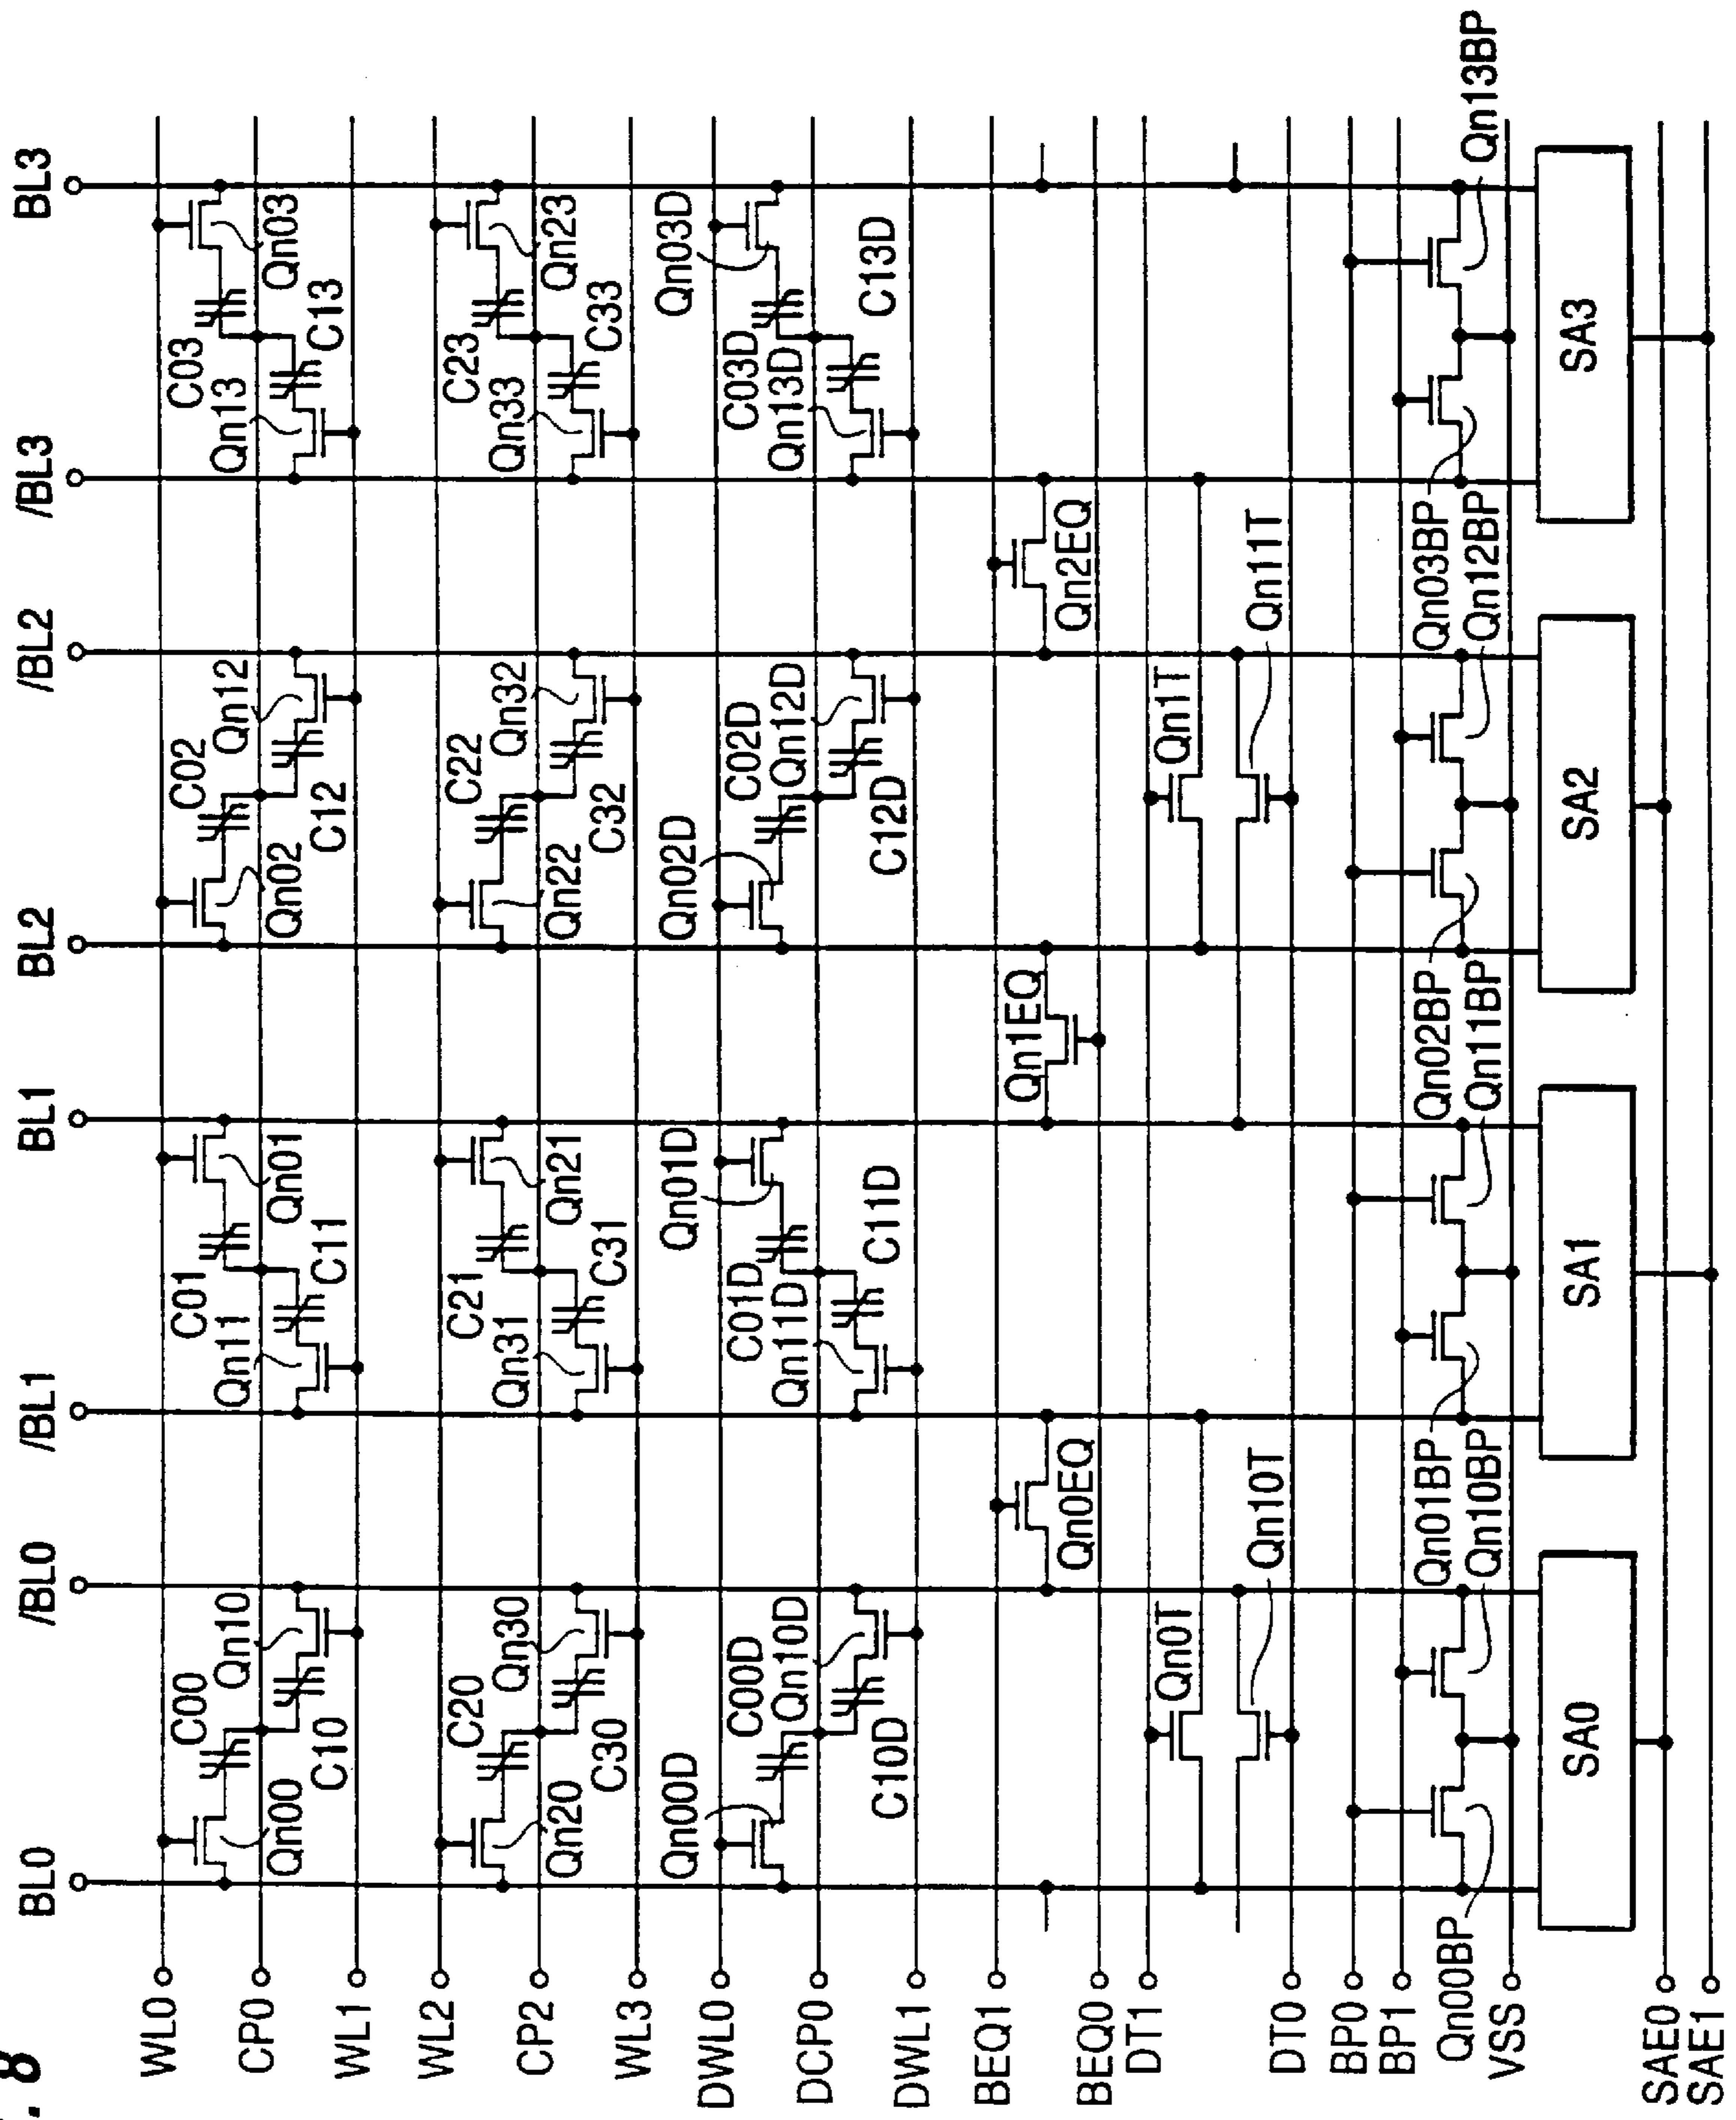 . 8
BL0
/BL0
/BL1
BL1
BL2
/BL2
/BL3
BL3
WL0
Qn00
C00
Qn10
C10
C01
Qn11
Qn01
C11
C02
Qn12
Qn02
C12
C03
Qn13
Qn03
C13
CP0
WL1
WL2
Qn20
C20
Qn30
C30
C21
Qn31
Qn21
C31
C22
Qn32
Qn22
C32
C23
Qn33
Qn23
C33
CP2
WL3
DWL0
Qn00D
C00D
Qn10D
C10D
Qn01D
C01D
Qn11D
C11D
Qn02D
C02D
Qn12D
C12D
Qn03D
C03D
Qn13D
C13D
DCP0
DWL1
BEQ1
Qn0EQ
Qn1EQ
Qn2EQ
BEQ0
DT1
Qn0T
Qn10T
Qn1T
Qn11T
DT0
BP0
BP1
Qn00BP
Qn01BP
Qn10BP
Qn02BP
Qn11BP
Qn03BP
Qn12BP
Qn13BP
VSS
SA0
SA1
SA2
SA3
SAE0
SAE1